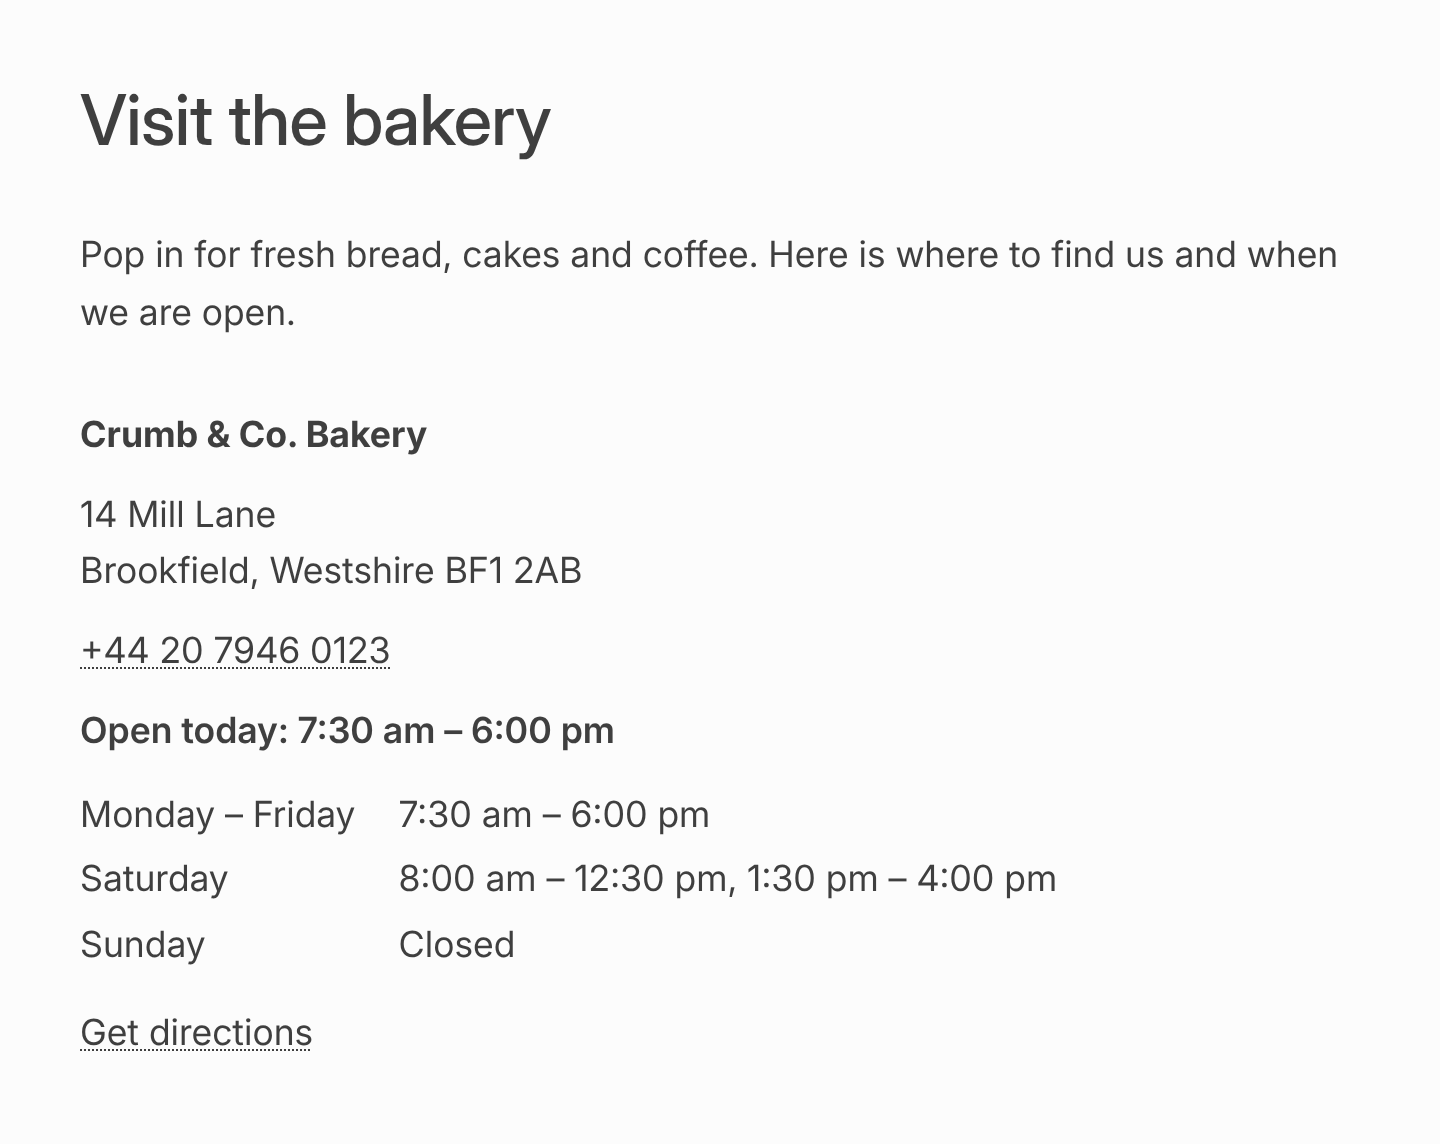 Visit the bakery
Pop in for fresh bread, cakes and coffee. Here is where to find us and when
we are open.
Crumb & Co. Bakery
14 Mill Lane
Brookfield, Westshire BF1 2AB
+44 20 7946 0123
Open today: 7:30 am – 6:00 pm
Monday – Friday 7:30 am – 6:00 pm
Saturday 8:00 am – 12:30 pm, 1:30 pm – 4:00 pm
Sunday Closed
Get directions